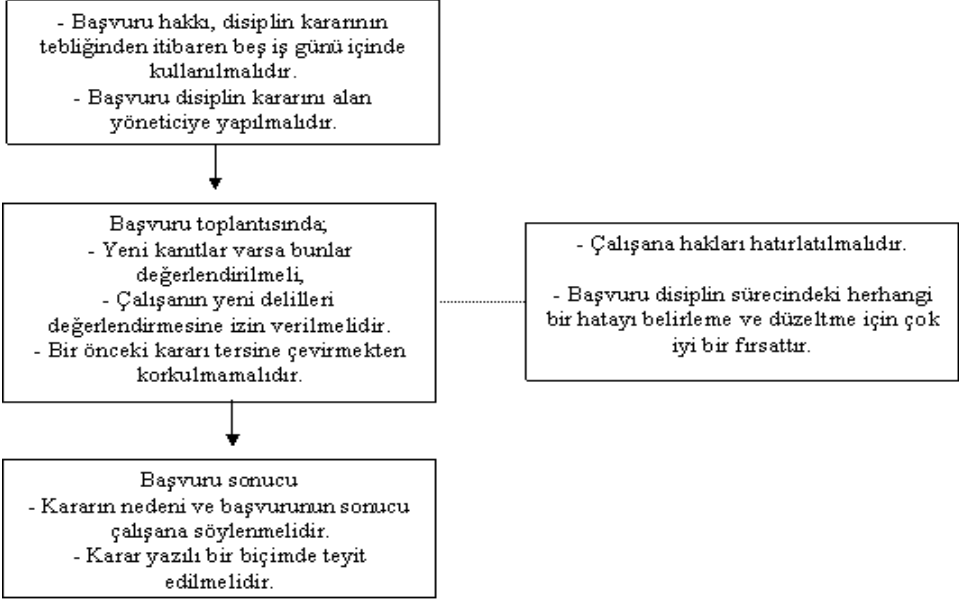 - Başvuru hakkı, disiplin kararının
tebliğinden itibaren beş iş günü içinde
kullanılmalıdır.
- Başvuru disiplin kararını alan
yöneticiye yapılmalıdır.
Başvuru toplantısında;
- Yeni kanıtlar varsa bunlar
değerlendirilmeli,
- Çalışanın yeni delilleri
değerlendirmesine izin verilmelidir.
- Bir önceki kararı tersine çevirmekten
korkulmamalıdır.
- Çalışana hakları hatırlatılmalıdır.
- Başvuru disiplin sürecindeki herhangi
bir hatayı belirleme ve düzeltme için çok
iyi bir fırsattır.
Başvuru sonucu
- Kararın nedeni ve başvurunun sonucu
çalışana söylenmelidir.
- Karar yazılı bir biçimde teyit
edilmelidir.